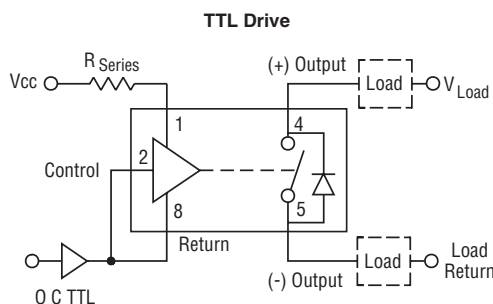 TTL Drive
R Series
Vcc
(+) Output
Load
V Load
1
4
Control
2
8
5
Return
(-) Output
Load
Load
Return
O C TTL